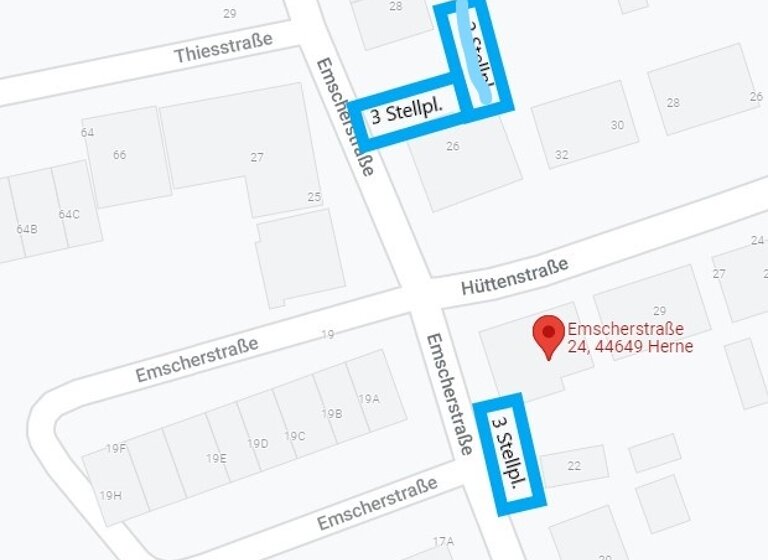 29
28
Thiesstraße
Emscherstraße
3 Stellpl.
Stellpl.
64
66
27
25
26
32
30
28
26
64B
64C
Hüttenstraße
24
27
29
Emscherstraße
24, 44649 Herne
19
Emscherstraße
Emscherstraße
19A
19B
19C
19D
19E
19F
19H
3 Stellpl.
22
Emscherstraße
17A